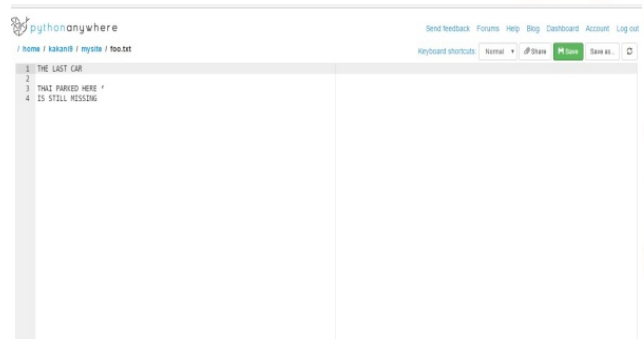 pythonanywhere
Send feedback Forums Help Blog Dashboard Account Log out
/ home / kakani9 / mysite / foo.txt
Keyboard shortcuts: Normal Share Save Save as...
1 THE LAST CAR
2
3 THAI PARKED HERE ‘
4 IS STILL MISSING